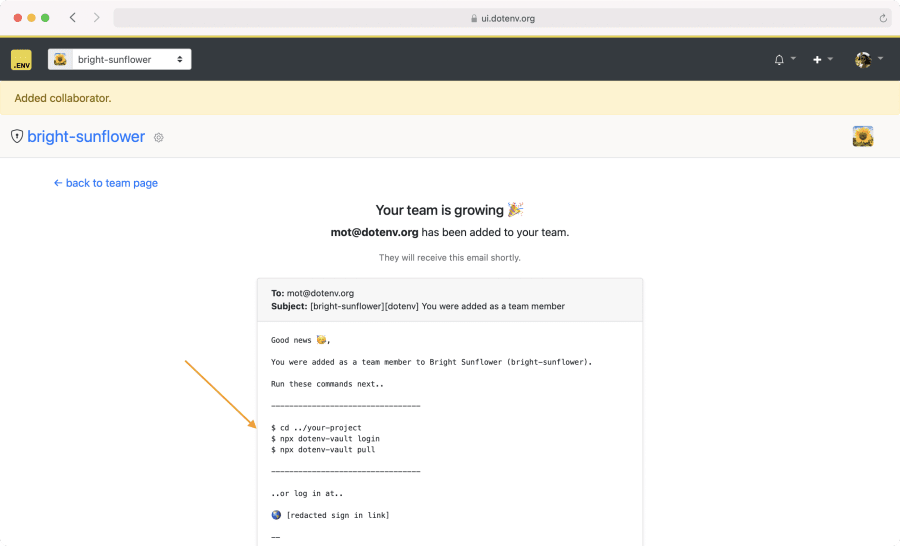 ui.dotenv.org
.ENV
bright-sunflower
Added collaborator.
bright-sunflower
← back to team page
Your team is growing 🎉
mot@dotenv.org has been added to your team.
They will receive this email shortly.
To: mot@dotenv.org
Subject: [bright-sunflower][dotenv] You were added as a team member
Good news 🥳,
You were added as a team member to Bright Sunflower (bright-sunflower).
Run these commands next..
----------------------------------
$ cd ../your-project
$ npx dotenv-vault login
$ npx dotenv-vault pull
----------------------------------
..or log in at..
🌎 [redacted sign in link]
--